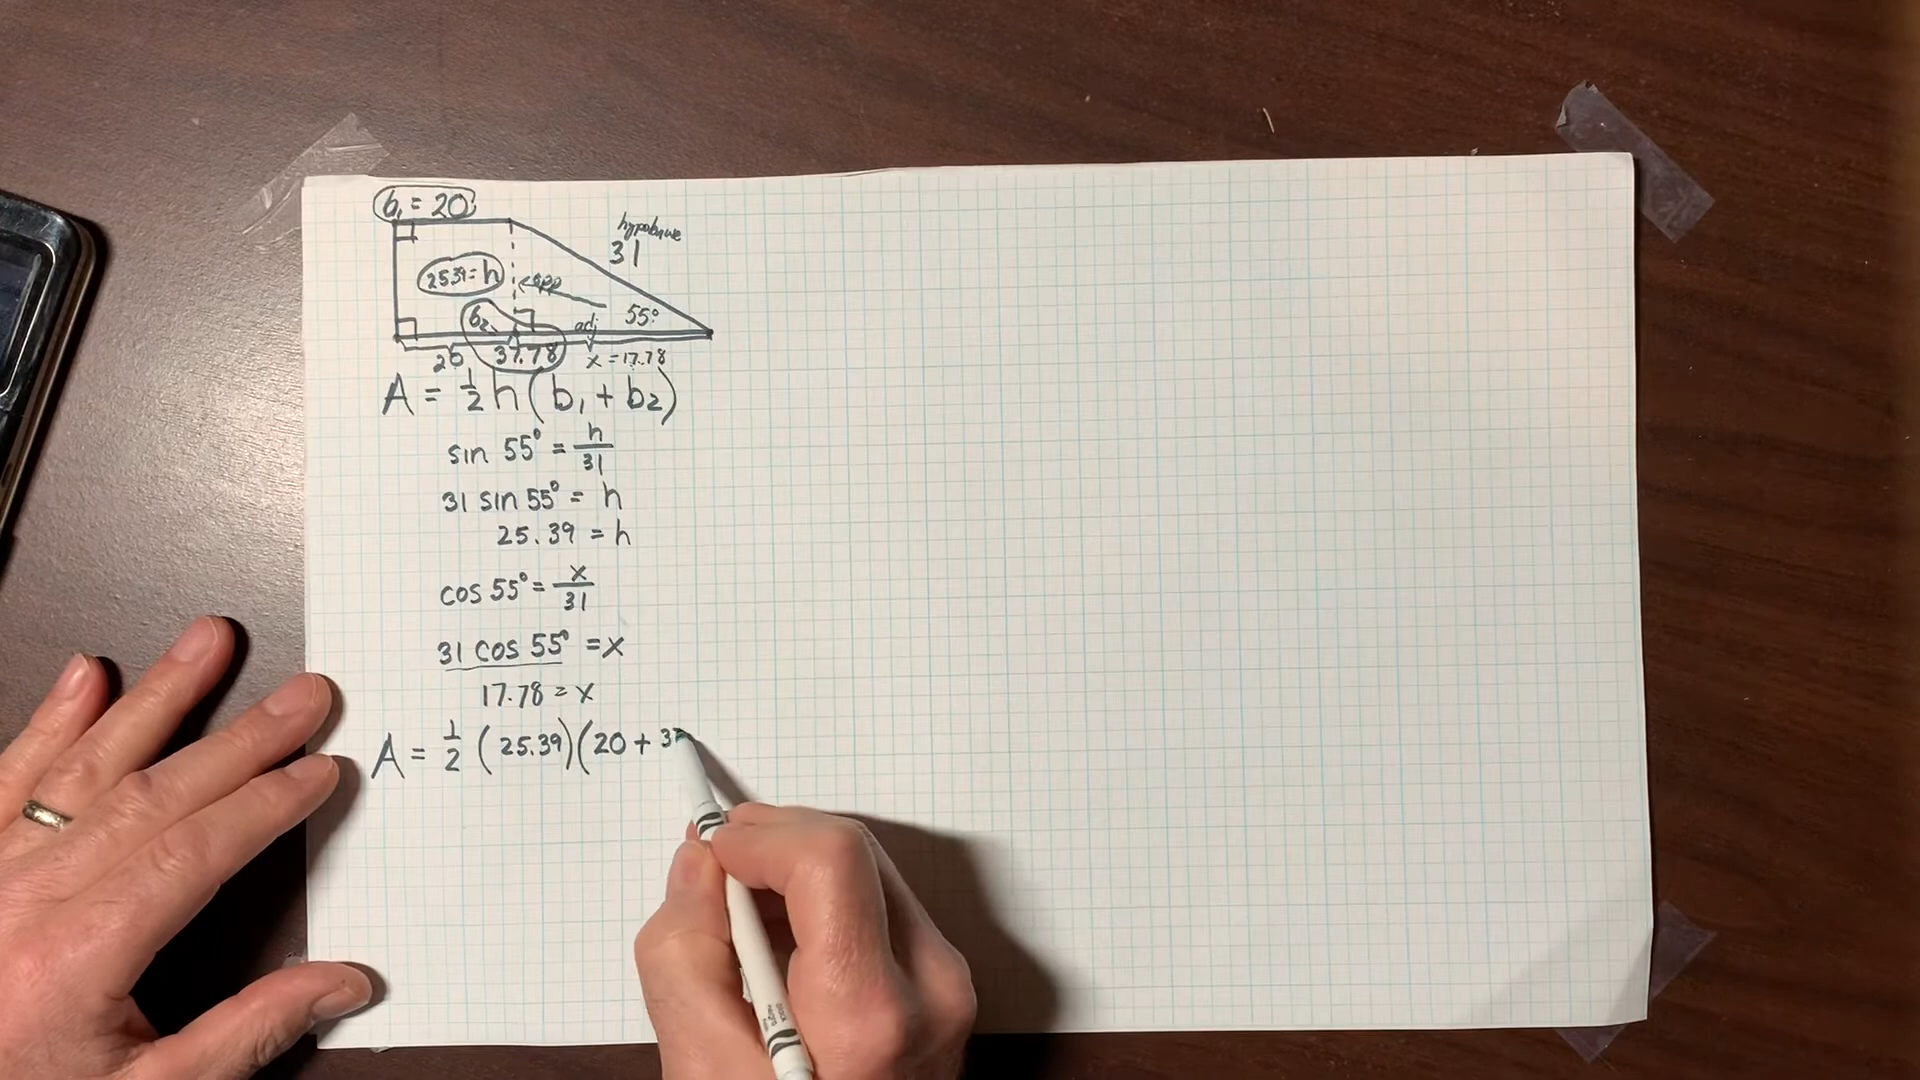 b₁ = 20
hypotenuse
31
25.39 = h
opp
b₂
adj
55°
20
37.78
x = 17.78
A = ½ h (b₁ + b₂)
sin 55° = h/31
31 sin 55° = h
25.39 = h
cos 55° = x/31
31 cos 55° = x
17.78 = x
A = ½ (25.39)(20 + 37